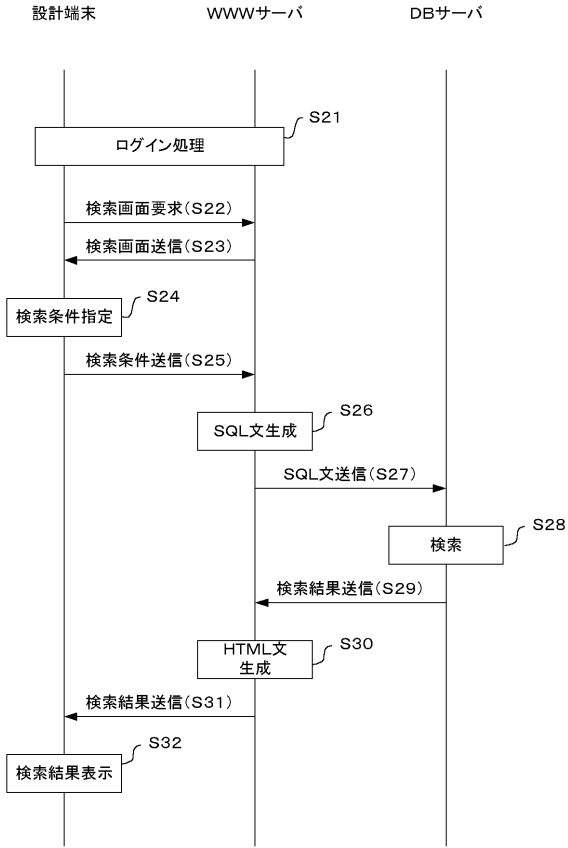 設計端末
WWWサーバ
DBサーバ
S21
ログイン処理
検索画面要求(S22)
検索画面送信(S23)
S24
検索条件指定
検索条件送信(S25)
S26
SQL文生成
SQL文送信(S27)
S28
検索
検索結果送信(S29)
S30
HTML文
生成
検索結果送信(S31)
S32
検索結果表示